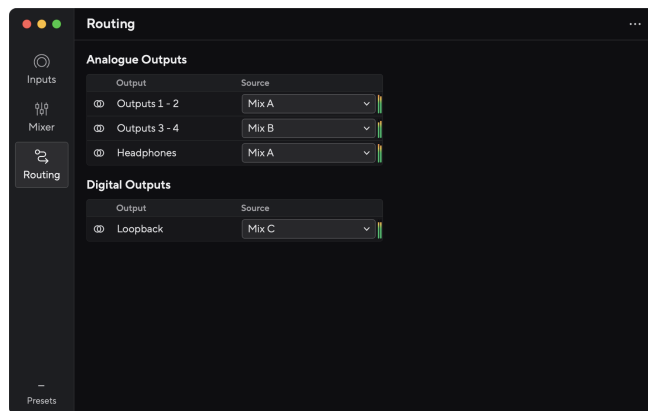 Routing
Inputs
Mixer
Routing
Presets
Analogue Outputs
Output Source
Outputs 1 - 2 Mix A
Outputs 3 - 4 Mix B
Headphones Mix A
Digital Outputs
Output Source
Loopback Mix C